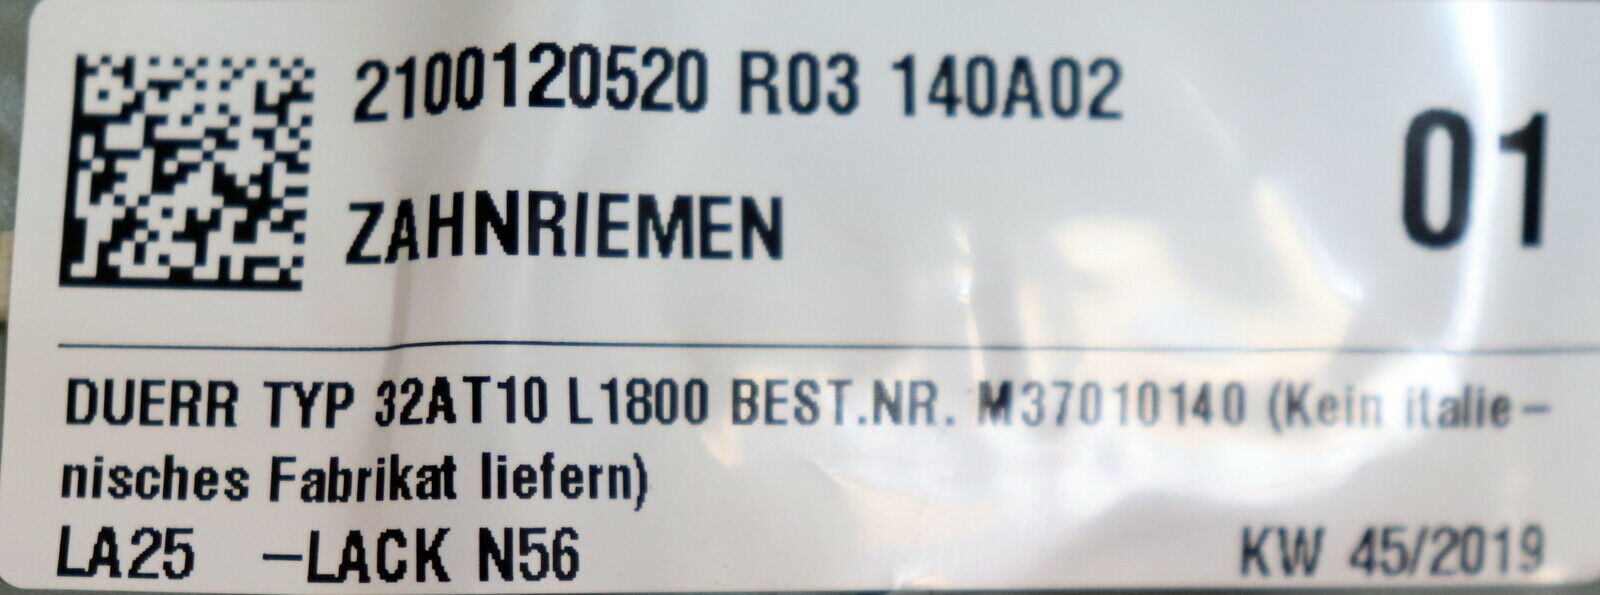 2100120520 R03 140A02
01
ZAHNRIEMEN
DUERR TYP 32AT10 L1800 BEST.NR. M37010140 (Kein italie-
nisches Fabrikat liefern)
LA25 -LACK N56
KW 45/2019